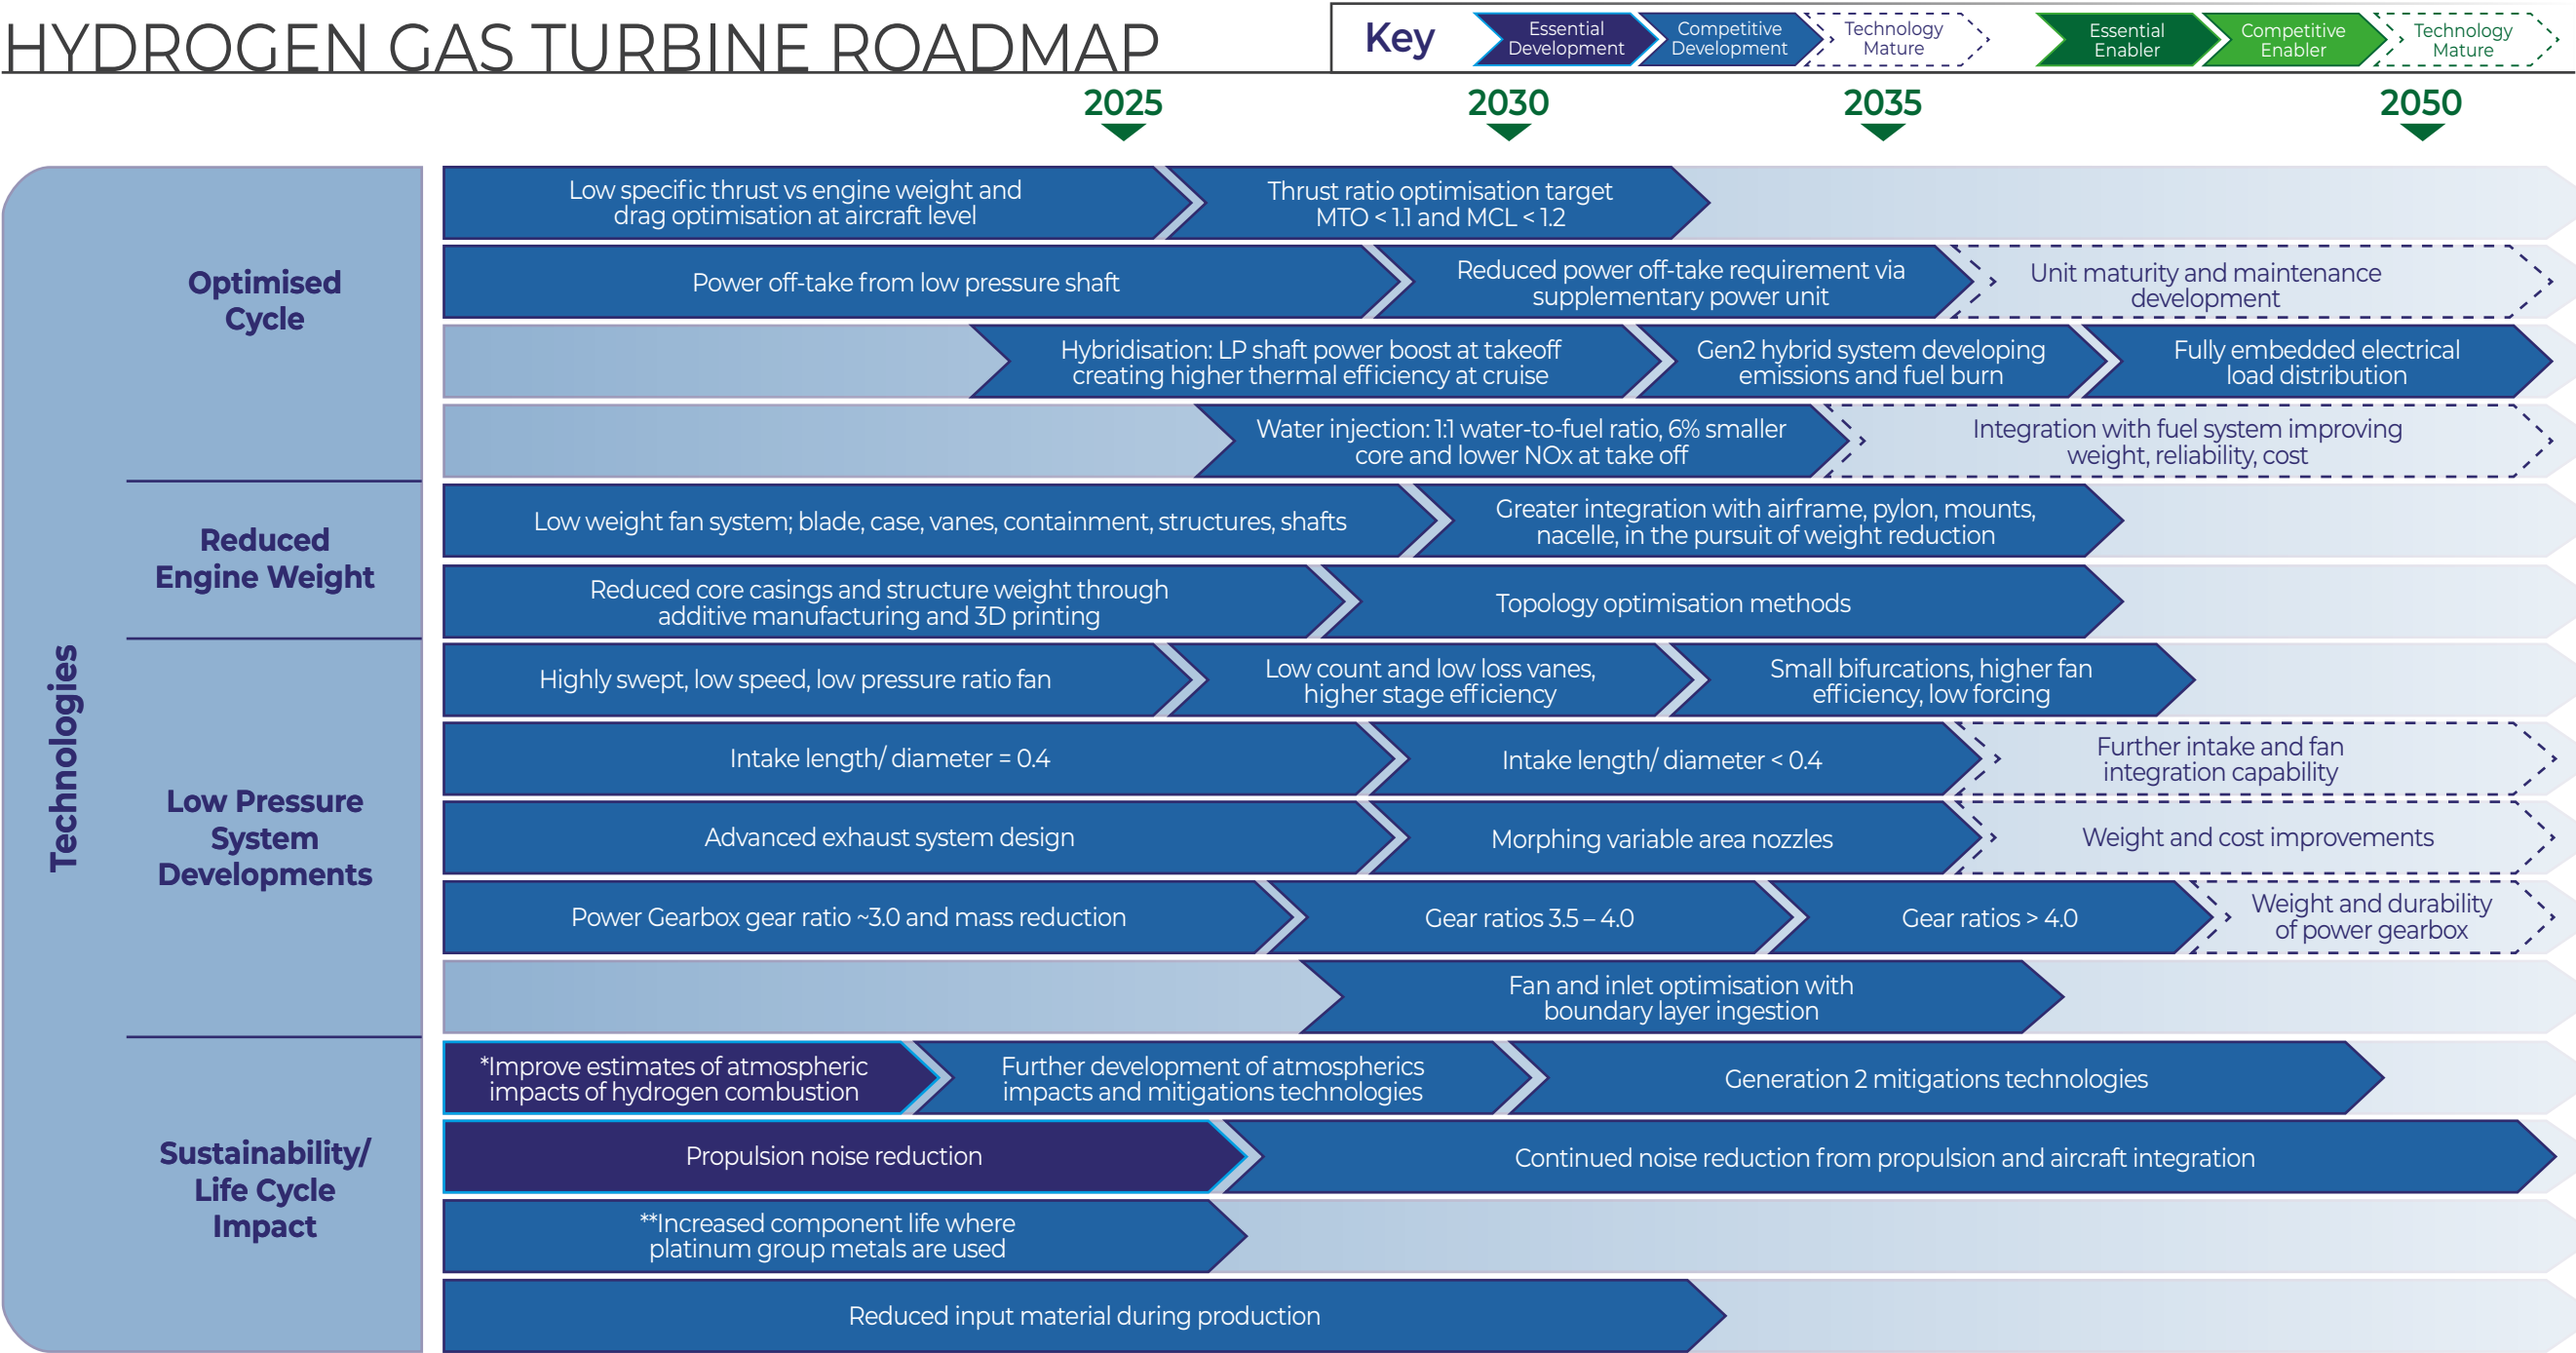 HYDROGEN GAS TURBINE ROADMAP
Key
Essential
Development
Competitive
Development
Technology
Mature
Essential
Enabler
Competitive
Enabler
Technology
Mature
2025
2030
2035
2050
Technologies
Optimised
Cycle
Low specific thrust vs engine weight and
drag optimisation at aircraft level
Thrust ratio optimisation target
MTO < 1.1 and MCL < 1.2
Power off-take from low pressure shaft
Reduced power off-take requirement via
supplementary power unit
Unit maturity and maintenance
development
Hybridisation: LP shaft power boost at takeoff
creating higher thermal efficiency at cruise
Gen2 hybrid system developing
emissions and fuel burn
Fully embedded electrical
load distribution
Water injection: 1:1 water-to-fuel ratio, 6% smaller
core and lower NOx at take off
Integration with fuel system improving
weight, reliability, cost
Reduced
Engine Weight
Low weight fan system; blade, case, vanes, containment, structures, shafts
Greater integration with airframe, pylon, mounts,
nacelle, in the pursuit of weight reduction
Reduced core casings and structure weight through
additive manufacturing and 3D printing
Topology optimisation methods
Low Pressure
System
Developments
Highly swept, low speed, low pressure ratio fan
Low count and low loss vanes,
higher stage efficiency
Small bifurcations, higher fan
efficiency, low forcing
Intake length/ diameter = 0.4
Intake length/ diameter < 0.4
Further intake and fan
integration capability
Advanced exhaust system design
Morphing variable area nozzles
Weight and cost improvements
Power Gearbox gear ratio ~3.0 and mass reduction
Gear ratios 3.5 – 4.0
Gear ratios > 4.0
Weight and durability
of power gearbox
Fan and inlet optimisation with
boundary layer ingestion
Sustainability/
Life Cycle
Impact
*Improve estimates of atmospheric
impacts of hydrogen combustion
Further development of atmospherics
impacts and mitigations technologies
Generation 2 mitigations technologies
Propulsion noise reduction
Continued noise reduction from propulsion and aircraft integration
**Increased component life where
platinum group metals are used
Reduced input material during production